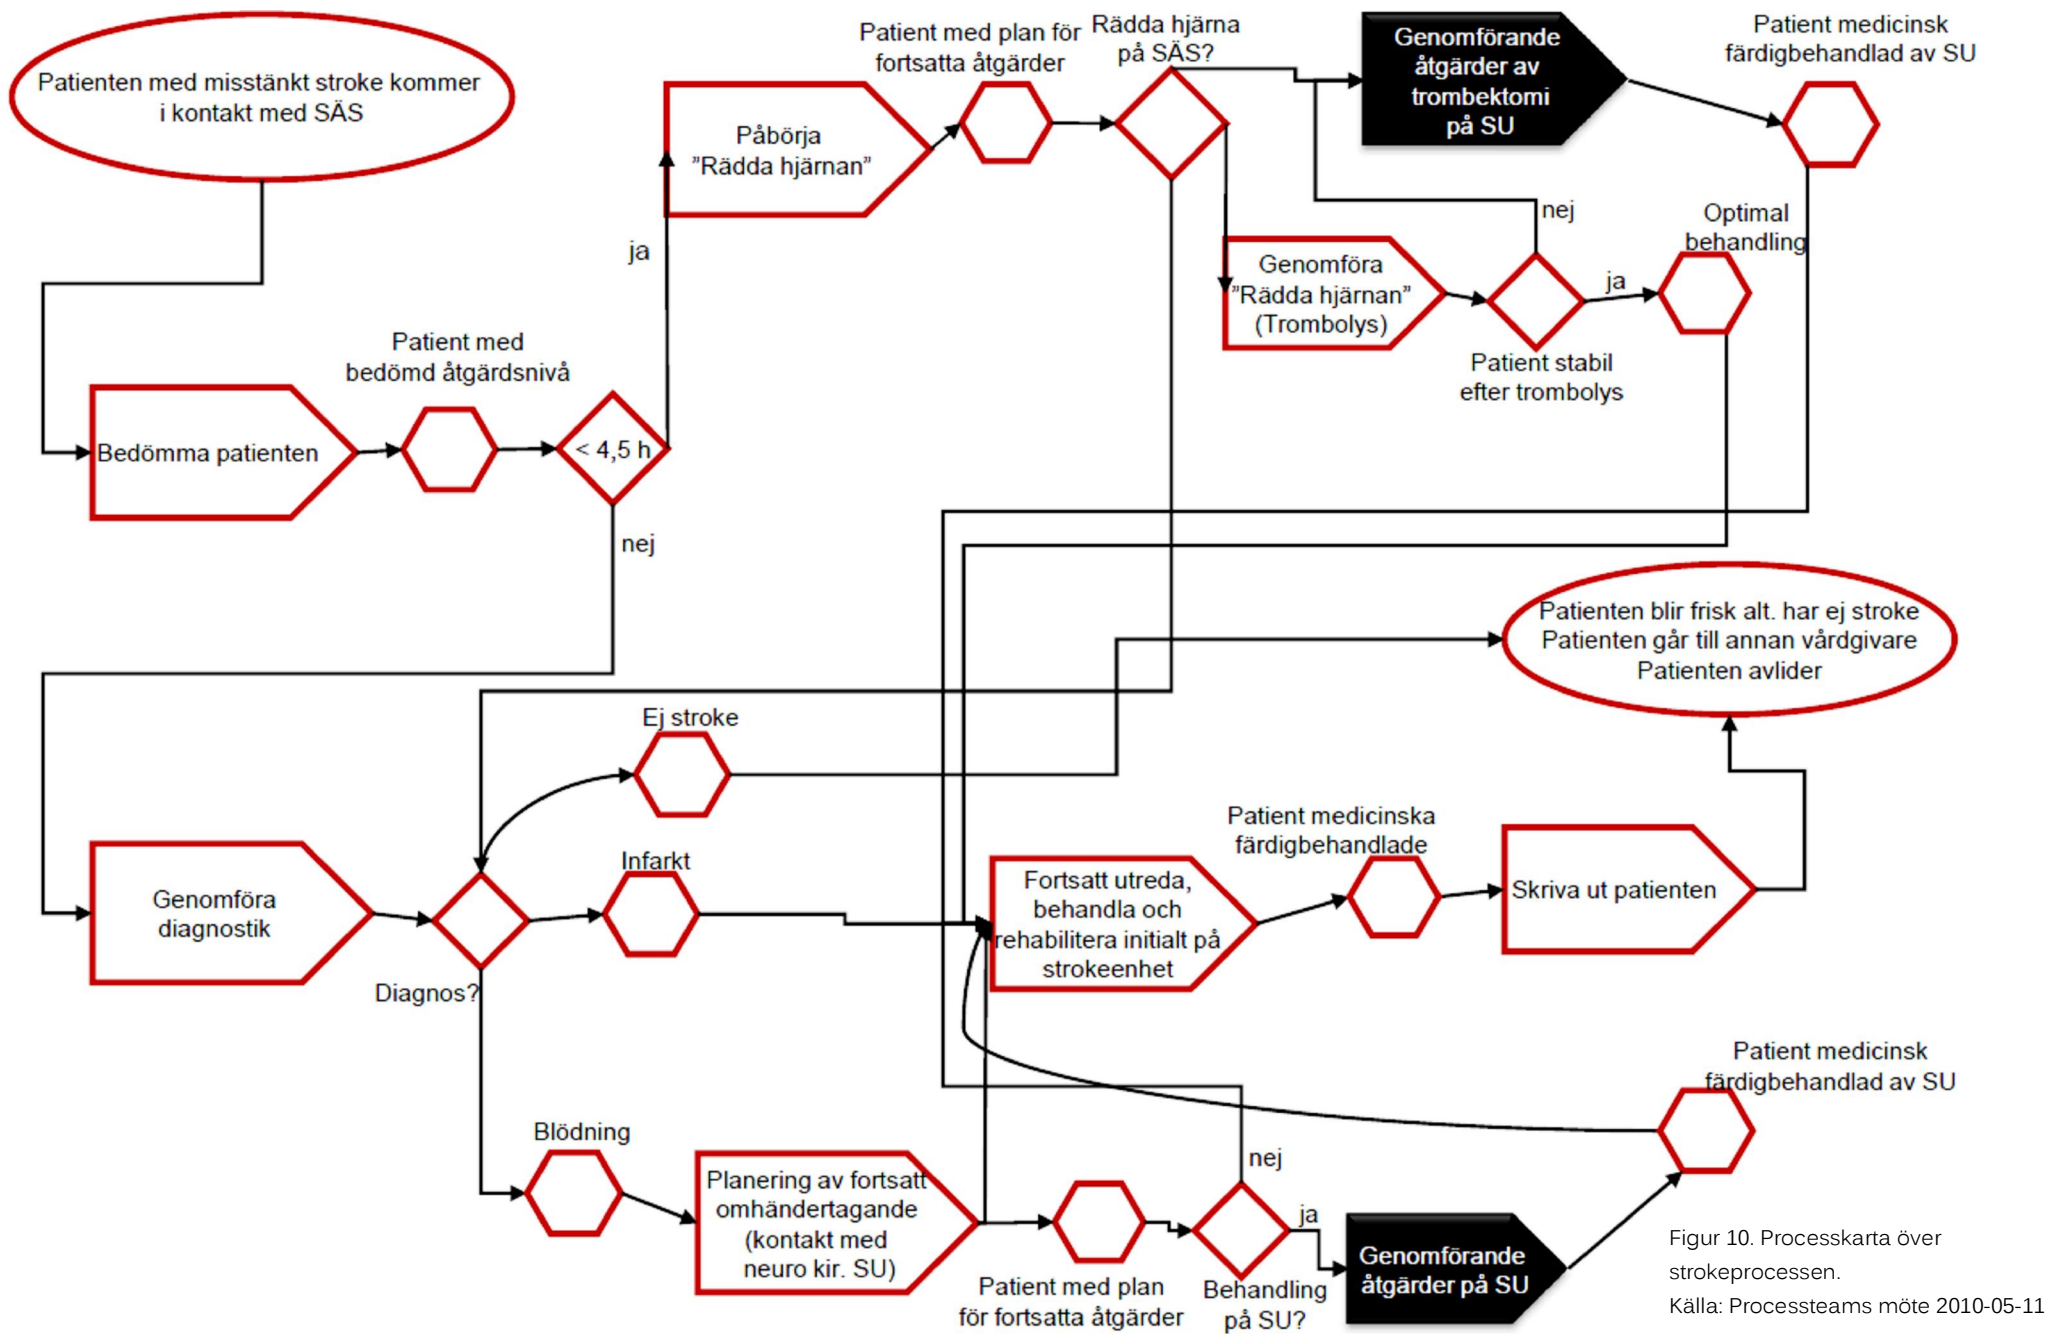 Patienten med misstänkt stroke kommer
i kontakt med SÄS
Patient med plan för
fortsatta åtgärder
Rädda hjärna
på SÄS?
Genomförande
åtgärder av
trombektomi
på SU
Patient medicinsk
färdigbehandlad av SU
Påbörja
”Rädda hjärnan”
ja
nej
Optimal
behandling
Genomföra
”Rädda hjärnan”
(Trombolys)
ja
Patient stabil
efter trombolys
Patient med
bedömd åtgärdsnivå
Bedömma patienten
< 4,5 h
nej
Patienten blir frisk alt. har ej stroke
Patienten går till annan vårdgivare
Patienten avlider
Ej stroke
Infarkt
Genomföra
diagnostik
Diagnos?
Fortsatt utreda,
behandla och
rehabilitera initialt på
strokeenhet
Patient medicinska
färdigbehandlade
Skriva ut patienten
Patient medicinsk
färdigbehandlad av SU
Blödning
Planering av fortsatt
omhändertagande
(kontakt med
neuro kir. SU)
Patient med plan
för fortsatta åtgärder
nej
ja
Behandling
på SU?
Genomförande
åtgärder på SU
Figur 10. Processkarta över
strokeprocessen.
Källa: Processteams möte 2010-05-11